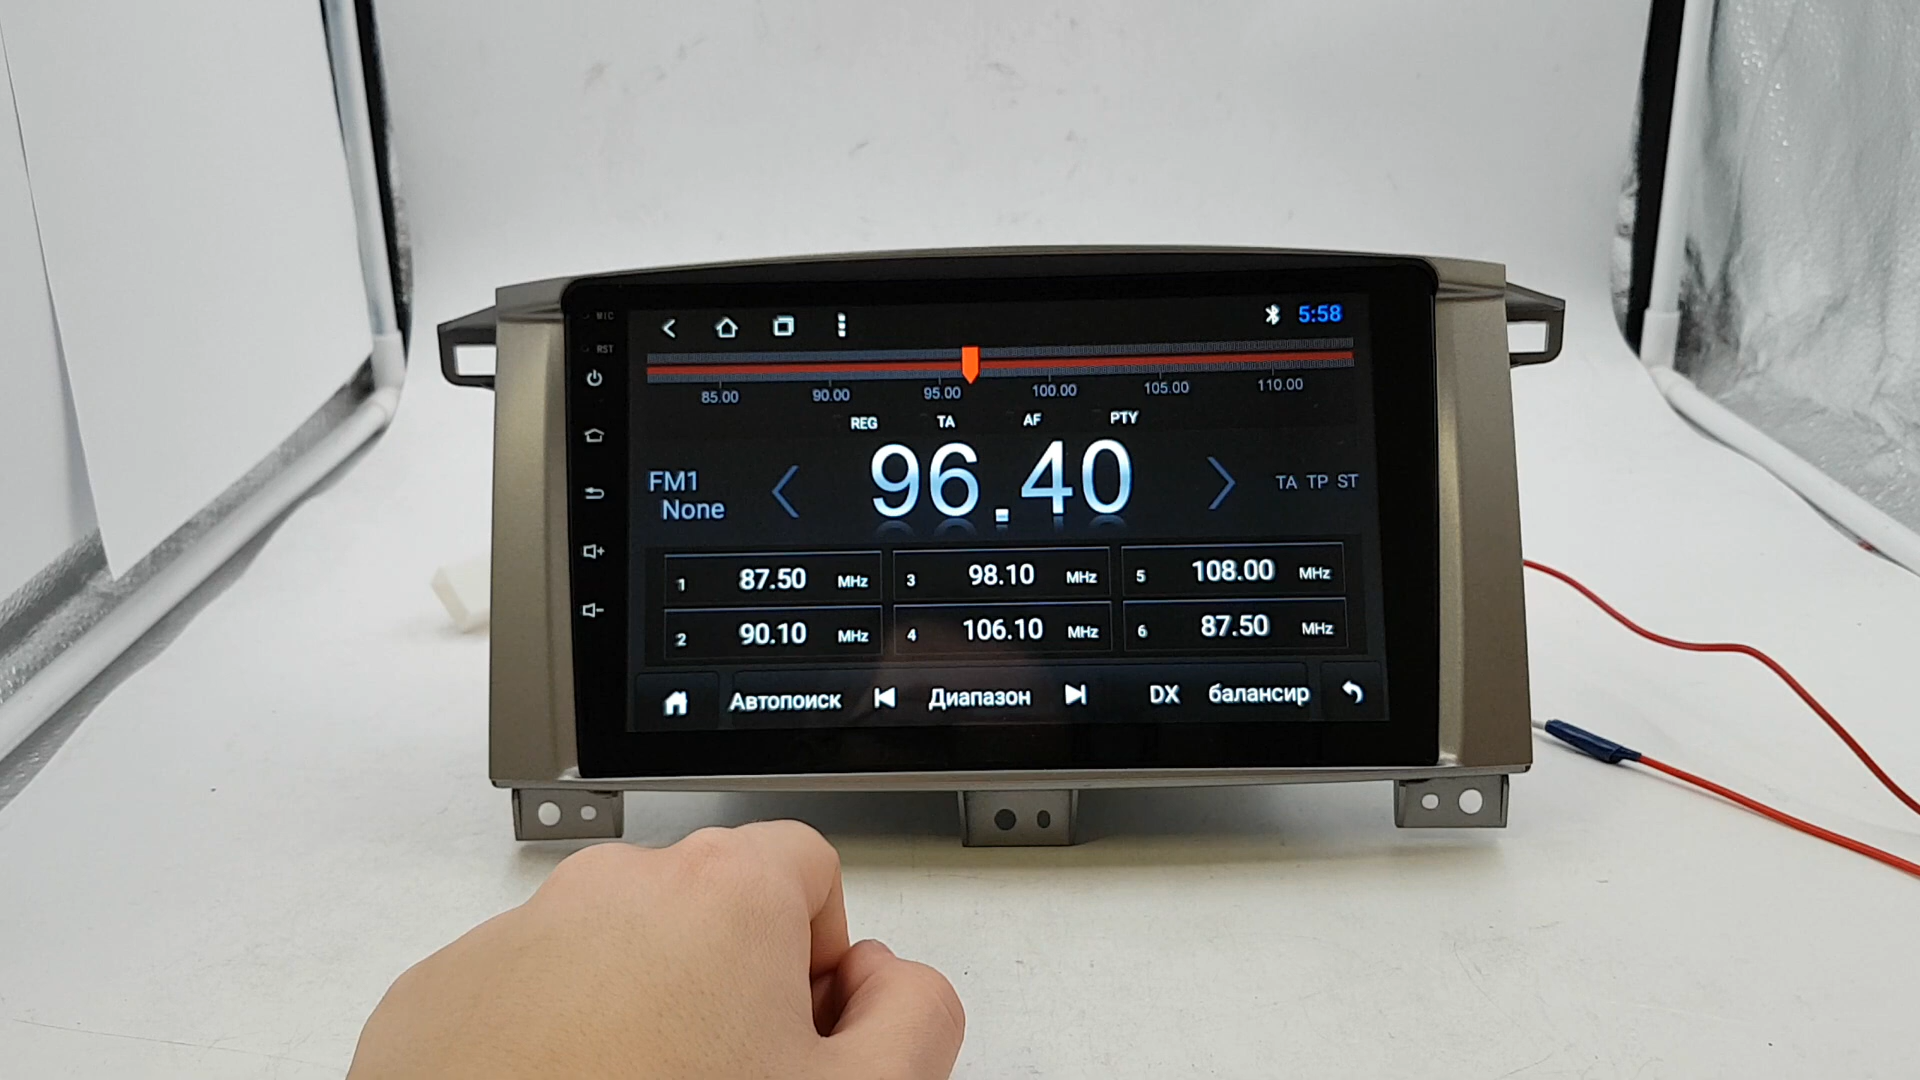 MIC
RST
5:58
85.00 90.00 95.00 100.00 105.00 110.00
REG TA AF PTY
FM1
None
96.40
TA TP ST
1 87.50 MHz
3 98.10 MHz
5 108.00 MHz
2 90.10 MHz
4 106.10 MHz
6 87.50 MHz
Автопоиск Диапазон DX балансир